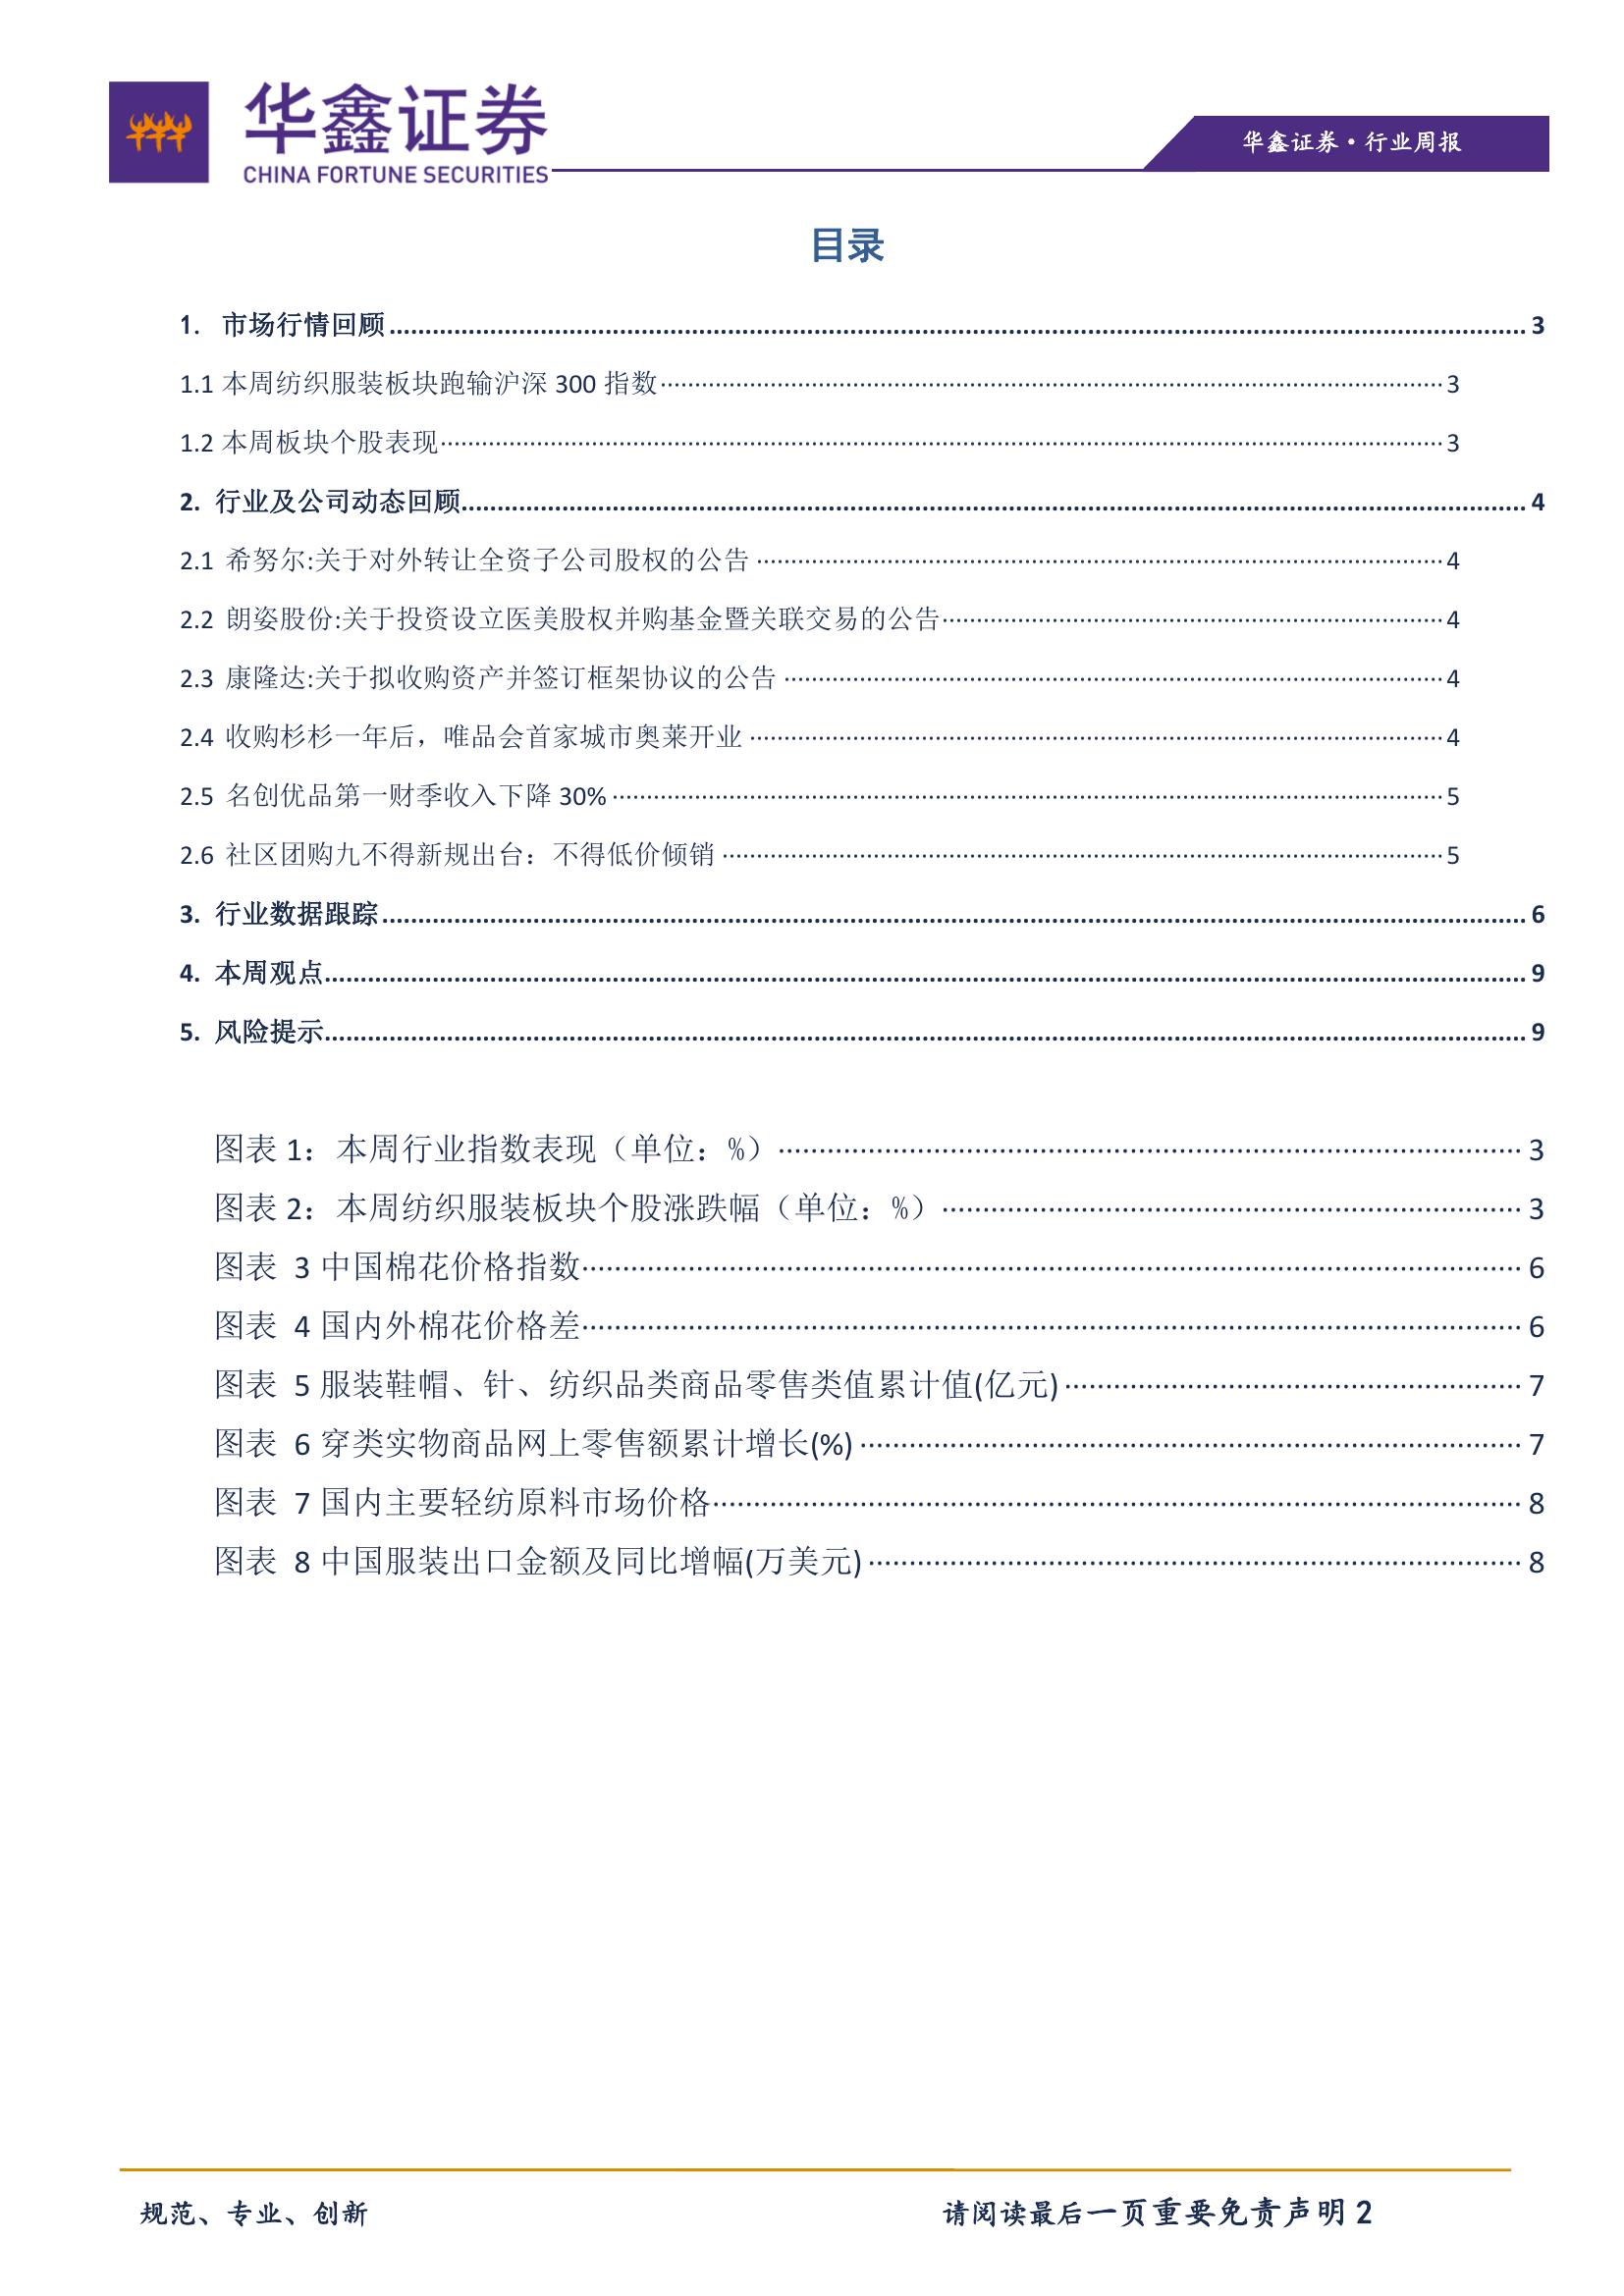 华鑫证券
CHINA FORTUNE SECURITIES
华鑫证券·行业周报
目录
1. 市场行情回顾 3
1.1 本周纺织服装板块跑输沪深 300 指数 3
1.2 本周板块个股表现 3
2. 行业及公司动态回顾 4
2.1 希努尔:关于对外转让全资子公司股权的公告 4
2.2 朗姿股份:关于投资设立医美股权并购基金暨关联交易的公告 4
2.3 康隆达:关于拟收购资产并签订框架协议的公告 4
2.4 收购杉杉一年后，唯品会首家城市奥莱开业 4
2.5 名创优品第一财季收入下降 30% 5
2.6 社区团购九不得新规出台：不得低价倾销 5
3. 行业数据跟踪 6
4. 本周观点 9
5. 风险提示 9
图表 1：本周行业指数表现（单位：%） 3
图表 2：本周纺织服装板块个股涨跌幅（单位：%） 3
图表 3 中国棉花价格指数 6
图表 4 国内外棉花价格差 6
图表 5 服装鞋帽、针、纺织品类商品零售类值累计值(亿元) 7
图表 6 穿类实物商品网上零售额累计增长(%) 7
图表 7 国内主要轻纺原料市场价格 8
图表 8 中国服装出口金额及同比增幅(万美元) 8
规范、专业、创新
请阅读最后一页重要免责声明 2